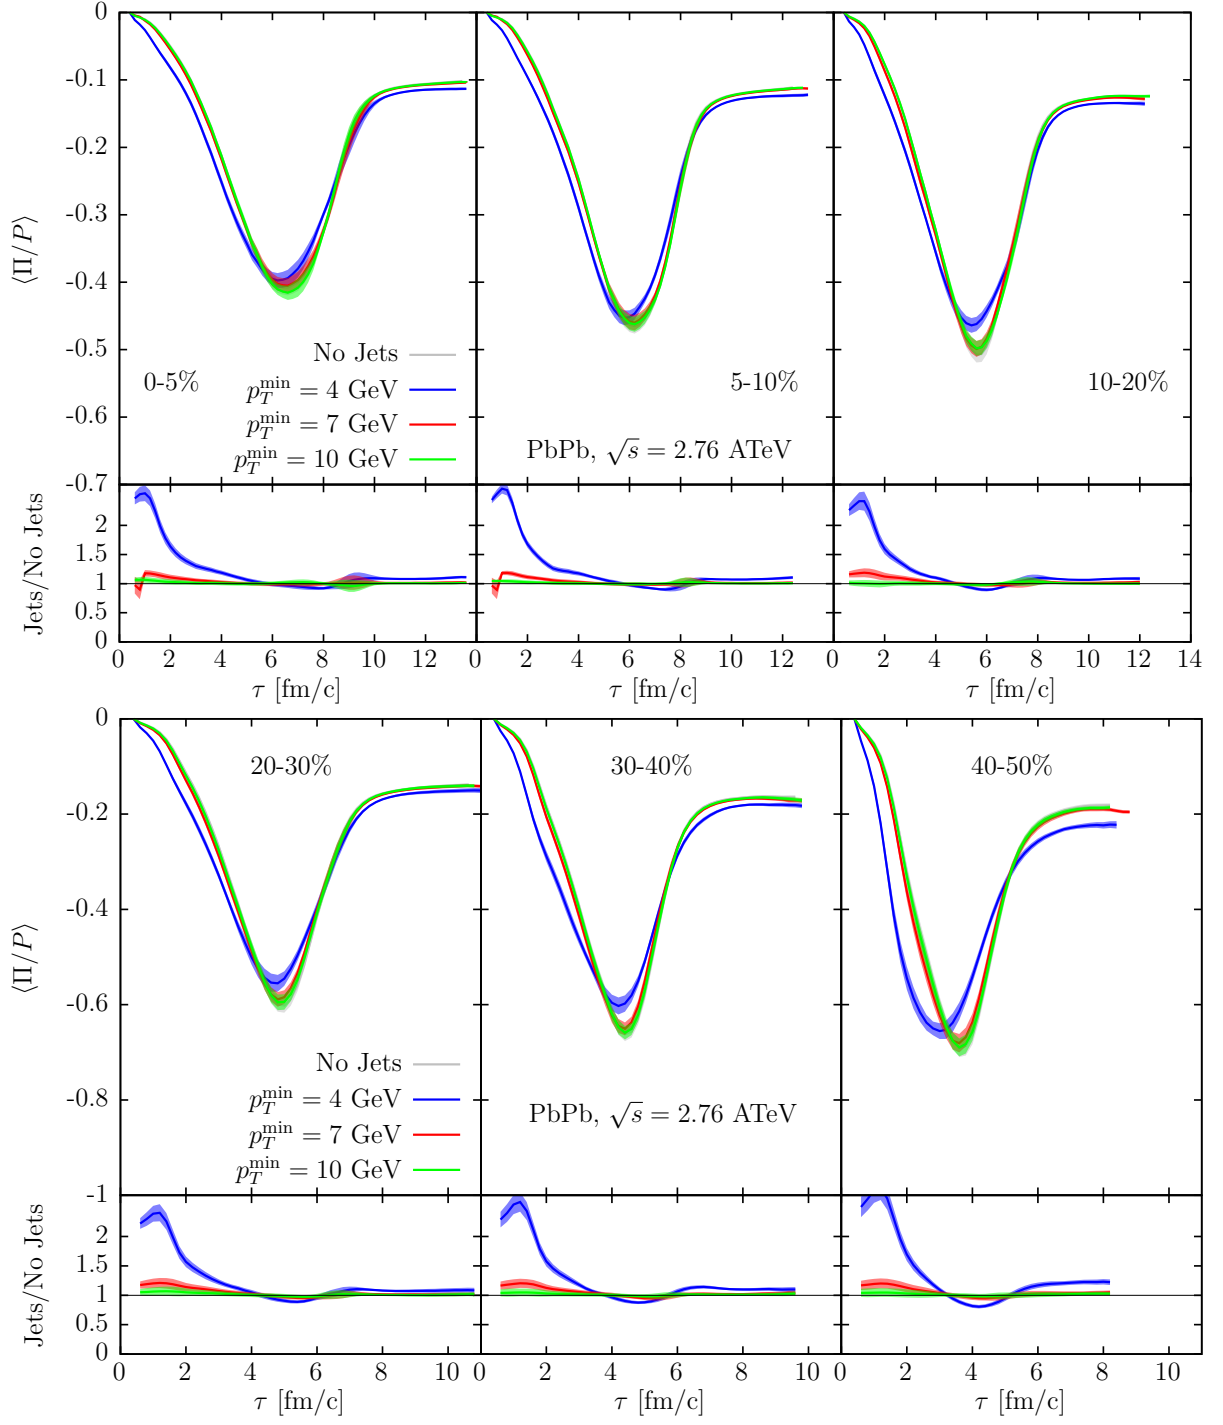 0
-0.1
-0.2
-0.3
-0.4
-0.5
-0.6
-0.7
⟨Π/P⟩
0-5%
No Jets
p_T^min = 4 GeV
p_T^min = 7 GeV
p_T^min = 10 GeV
5-10%
PbPb, √s = 2.76 ATeV
10-20%
Jets/No Jets
2
1.5
1
0.5
0
0 2 4 6 8 10 12
0 2 4 6 8 10 12
0 2 4 6 8 10 12 14
τ [fm/c]
τ [fm/c]
τ [fm/c]
0
-0.2
-0.4
-0.6
-0.8
-1
⟨Π/P⟩
20-30%
No Jets
p_T^min = 4 GeV
p_T^min = 7 GeV
p_T^min = 10 GeV
30-40%
PbPb, √s = 2.76 ATeV
40-50%
Jets/No Jets
2
1.5
1
0.5
0
0 2 4 6 8 10
0 2 4 6 8 10
0 2 4 6 8 10
τ [fm/c]
τ [fm/c]
τ [fm/c]